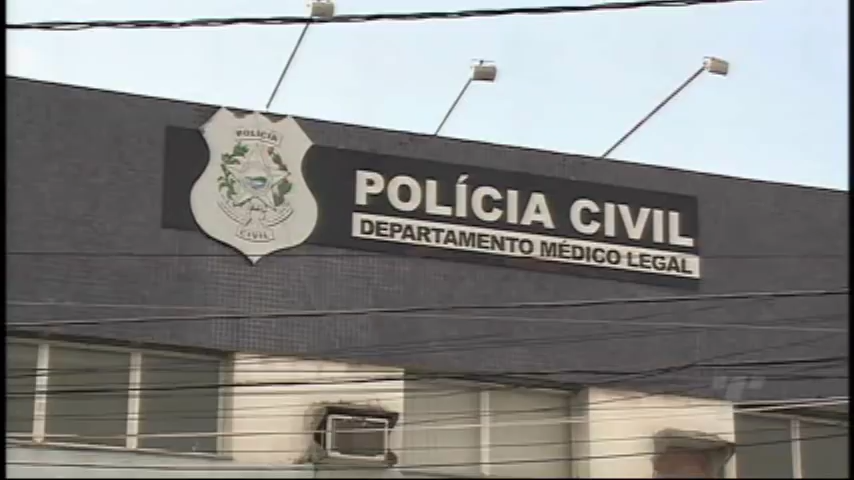 POLÍCIA
CIVIL
POLÍCIA CIVIL
DEPARTAMENTO MÉDICO LEGAL